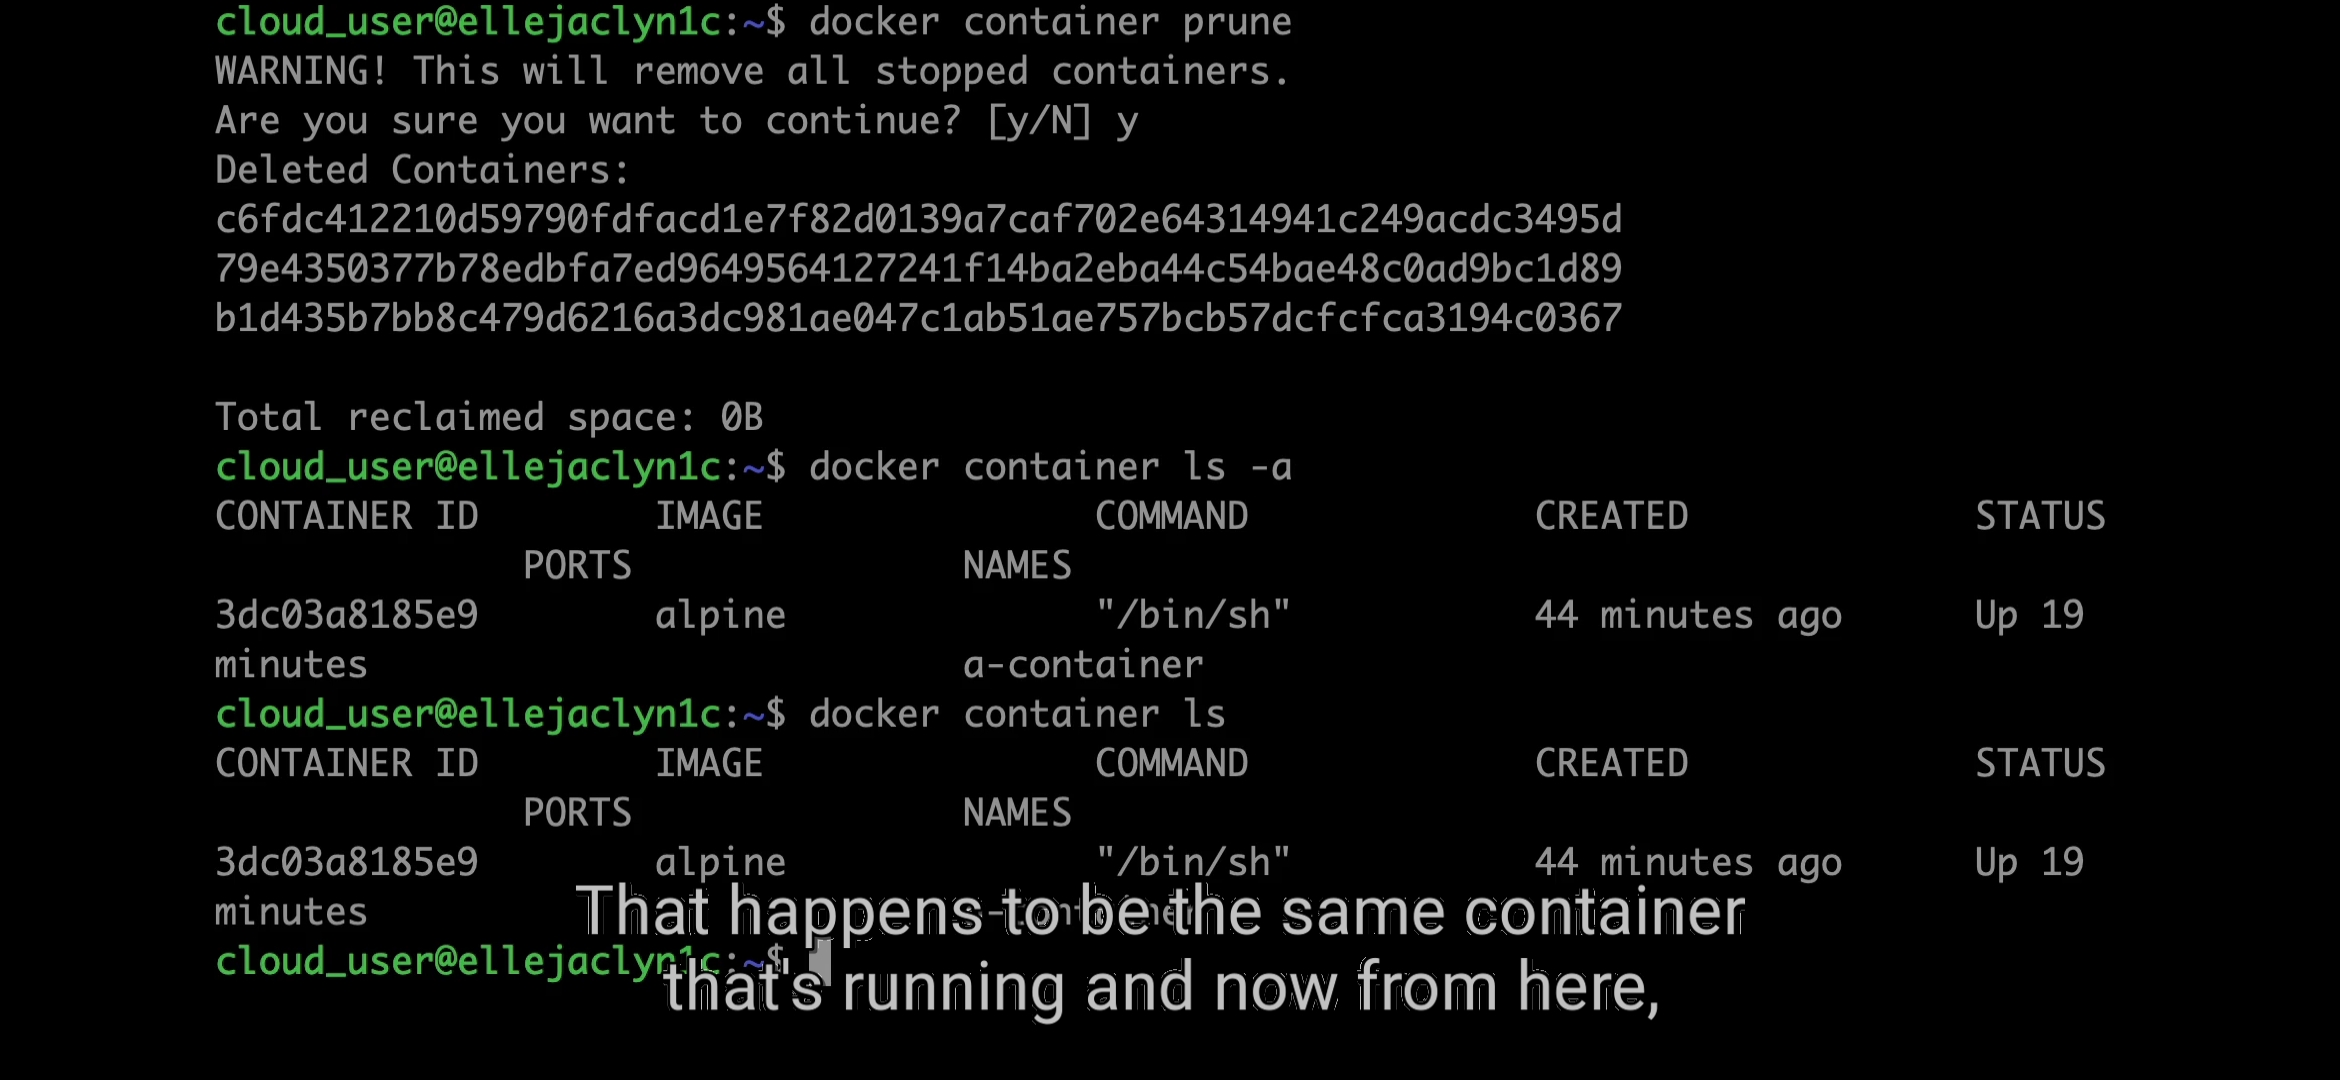 cloud_user@ellejaclyn1c:~$ docker container prune
WARNING! This will remove all stopped containers.
Are you sure you want to continue? [y/N] y
Deleted Containers:
c6fdc412210d59790fdfacd1e7f82d0139a7caf702e64314941c249acdc3495d
79e4350377b78edbfa7ed9649564127241f14ba2eba44c54bae48c0ad9bc1d89
b1d435b7bb8c479d6216a3dc981ae047c1ab51ae757bcb57dcfcfca3194c0367
Total reclaimed space: 0B
cloud_user@ellejaclyn1c:~$ docker container ls -a
CONTAINER ID IMAGE COMMAND CREATED STATUS
PORTS NAMES
3dc03a8185e9 alpine "/bin/sh" 44 minutes ago Up 19
minutes a-container
cloud_user@ellejaclyn1c:~$ docker container ls
CONTAINER ID IMAGE COMMAND CREATED STATUS
PORTS NAMES
3dc03a8185e9 alpine "/bin/sh" 44 minutes ago Up 19
minutes
cloud_user@ellejaclyn1c:~$
That happens to be the same container
that's running and now from here,